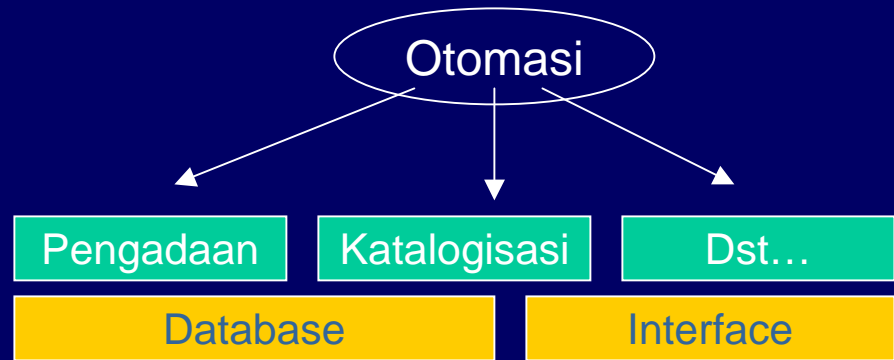 Otomasi
Pengadaan
Katalogisasi
Dst…
Database
Interface